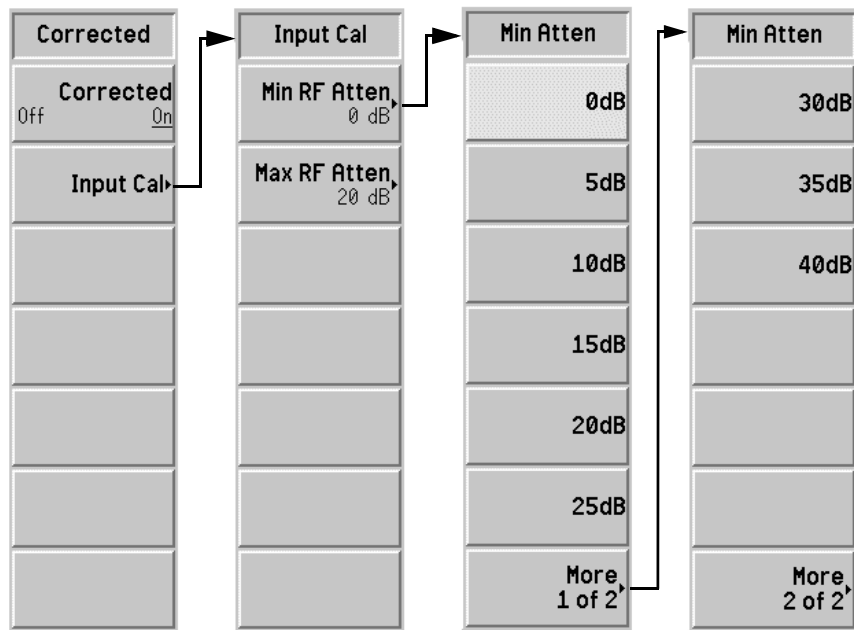 Corrected
Corrected
Off On
Input Cal
Input Cal
Min RF Atten
0 dB
Max RF Atten
20 dB
Min Atten
0dB
5dB
10dB
15dB
20dB
25dB
More
1 of 2
Min Atten
30dB
35dB
40dB
More
2 of 2